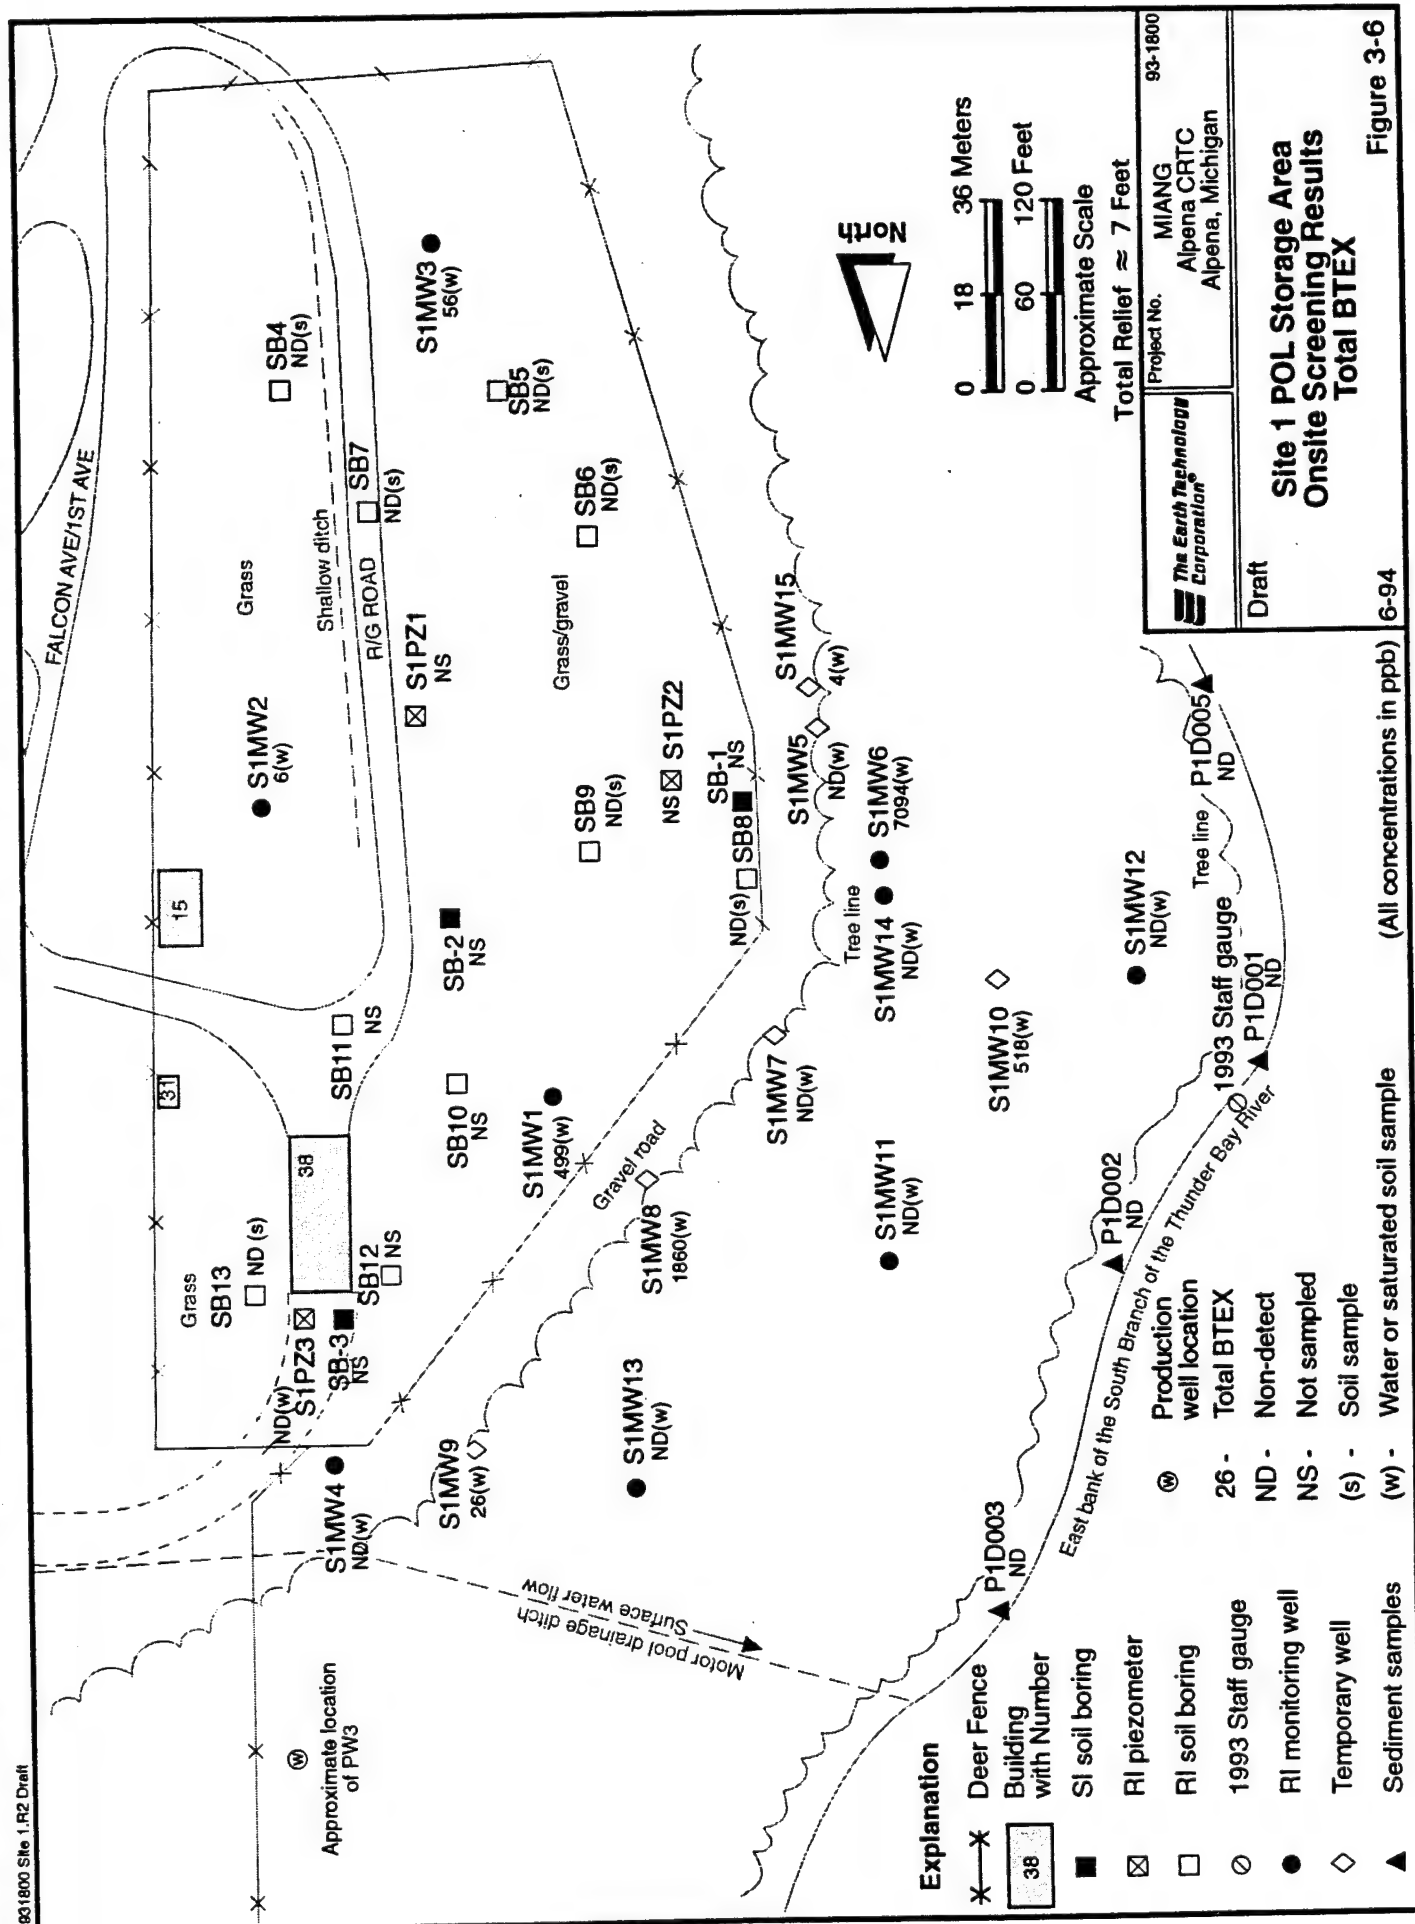 931800 Site 1.R2 Draft
FALCON AVE/1ST AVE
15
31
38
Grass
Grass
Shallow ditch
R/G ROAD
Grass/gravel
Gravel road
S1MW2
6(w)
SB4
ND(s)
S1MW3
56(w)
SB5
ND(s)
SB7
ND(s)
SB6
ND(s)
S1PZ1
NS
NS
S1PZ2
SB9
ND(s)
SB-1
NS
SB8
ND(s)
SB-2
NS
SB11
NS
SB10
NS
S1MW1
499(w)
SB13
ND (s)
SB12
NS
S1PZ3
ND(w)
SB-3
NS
S1MW4
ND(w)
S1MW9
26(w)
S1MW8
1860(w)
S1MW7
ND(w)
S1MW5
ND(w)
S1MW15
4(w)
S1MW6
7094(w)
S1MW14
ND(w)
Tree line
S1MW10
518(w)
S1MW11
ND(w)
S1MW12
ND(w)
S1MW13
ND(w)
Tree line
P1D005
ND
1993 Staff gauge
P1D001
ND
P1D002
ND
P1D003
ND
East bank of the South Branch of the Thunder Bay River
Motor pool drainage ditch
Surface water flow
Approximate location
of PW3
North
0 18 36 Meters
0 60 120 Feet
Approximate Scale
Total Relief ≈ 7 Feet
Explanation
Deer Fence
38
Building
with Number
SI soil boring
RI piezometer
RI soil boring
1993 Staff gauge
RI monitoring well
Temporary well
Sediment samples
Production
well location
26 - Total BTEX
ND - Non-detect
NS - Not sampled
(s) - Soil sample
(w) - Water or saturated soil sample
(All concentrations in ppb)
The Earth Technology
Corporation®
Project No. 93-1800
MIANG
Alpena CRTC
Alpena, Michigan
Draft
Site 1 POL Storage Area
Onsite Screening Results
Total BTEX
6-94
Figure 3-6